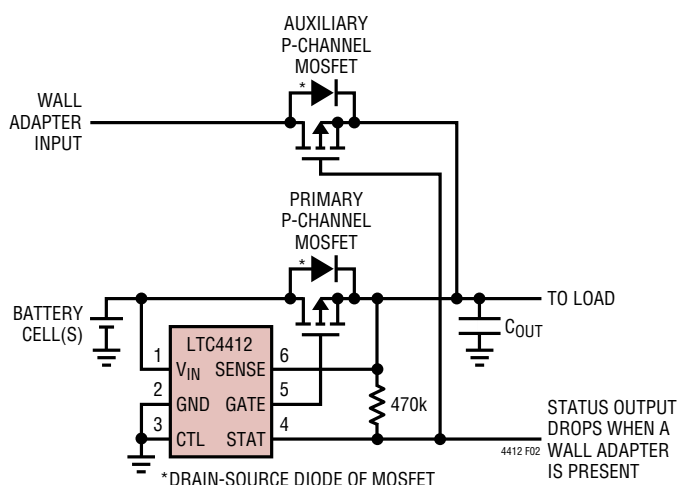 AUXILIARY
P-CHANNEL
MOSFET
*
WALL
ADAPTER
INPUT
PRIMARY
P-CHANNEL
MOSFET
*
BATTERY
CELL(S)
TO LOAD
COUT
LTC4412
1 VIN SENSE 6
2 GND GATE 5
3 CTL STAT 4
470k
STATUS OUTPUT
DROPS WHEN A
WALL ADAPTER
IS PRESENT
4412 F02
*DRAIN-SOURCE DIODE OF MOSFET